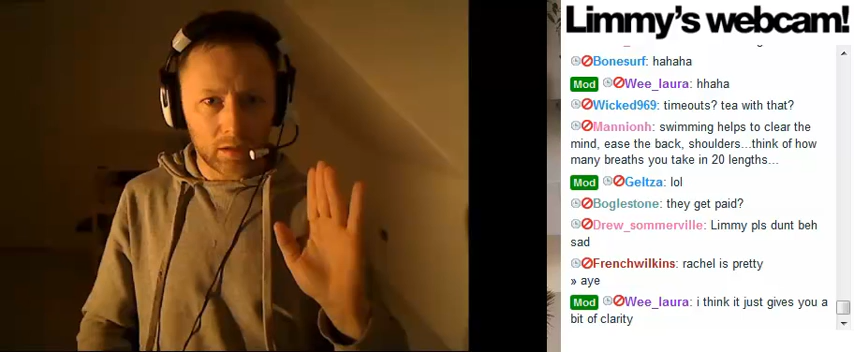 Limmy's webcam!
Bonesurf: hahaha
Mod Wee_laura: hhaha
Wicked969: timeouts? tea with that?
Mannionh: swimming helps to clear the
mind, ease the back, shoulders...think of how
many breaths you take in 20 lengths...
Mod Geltza: lol
Boglestone: they get paid?
Drew_sommerville: Limmy pls dunt beh
sad
Frenchwilkins: rachel is pretty
» aye
Mod Wee_laura: i think it just gives you a
bit of clarity